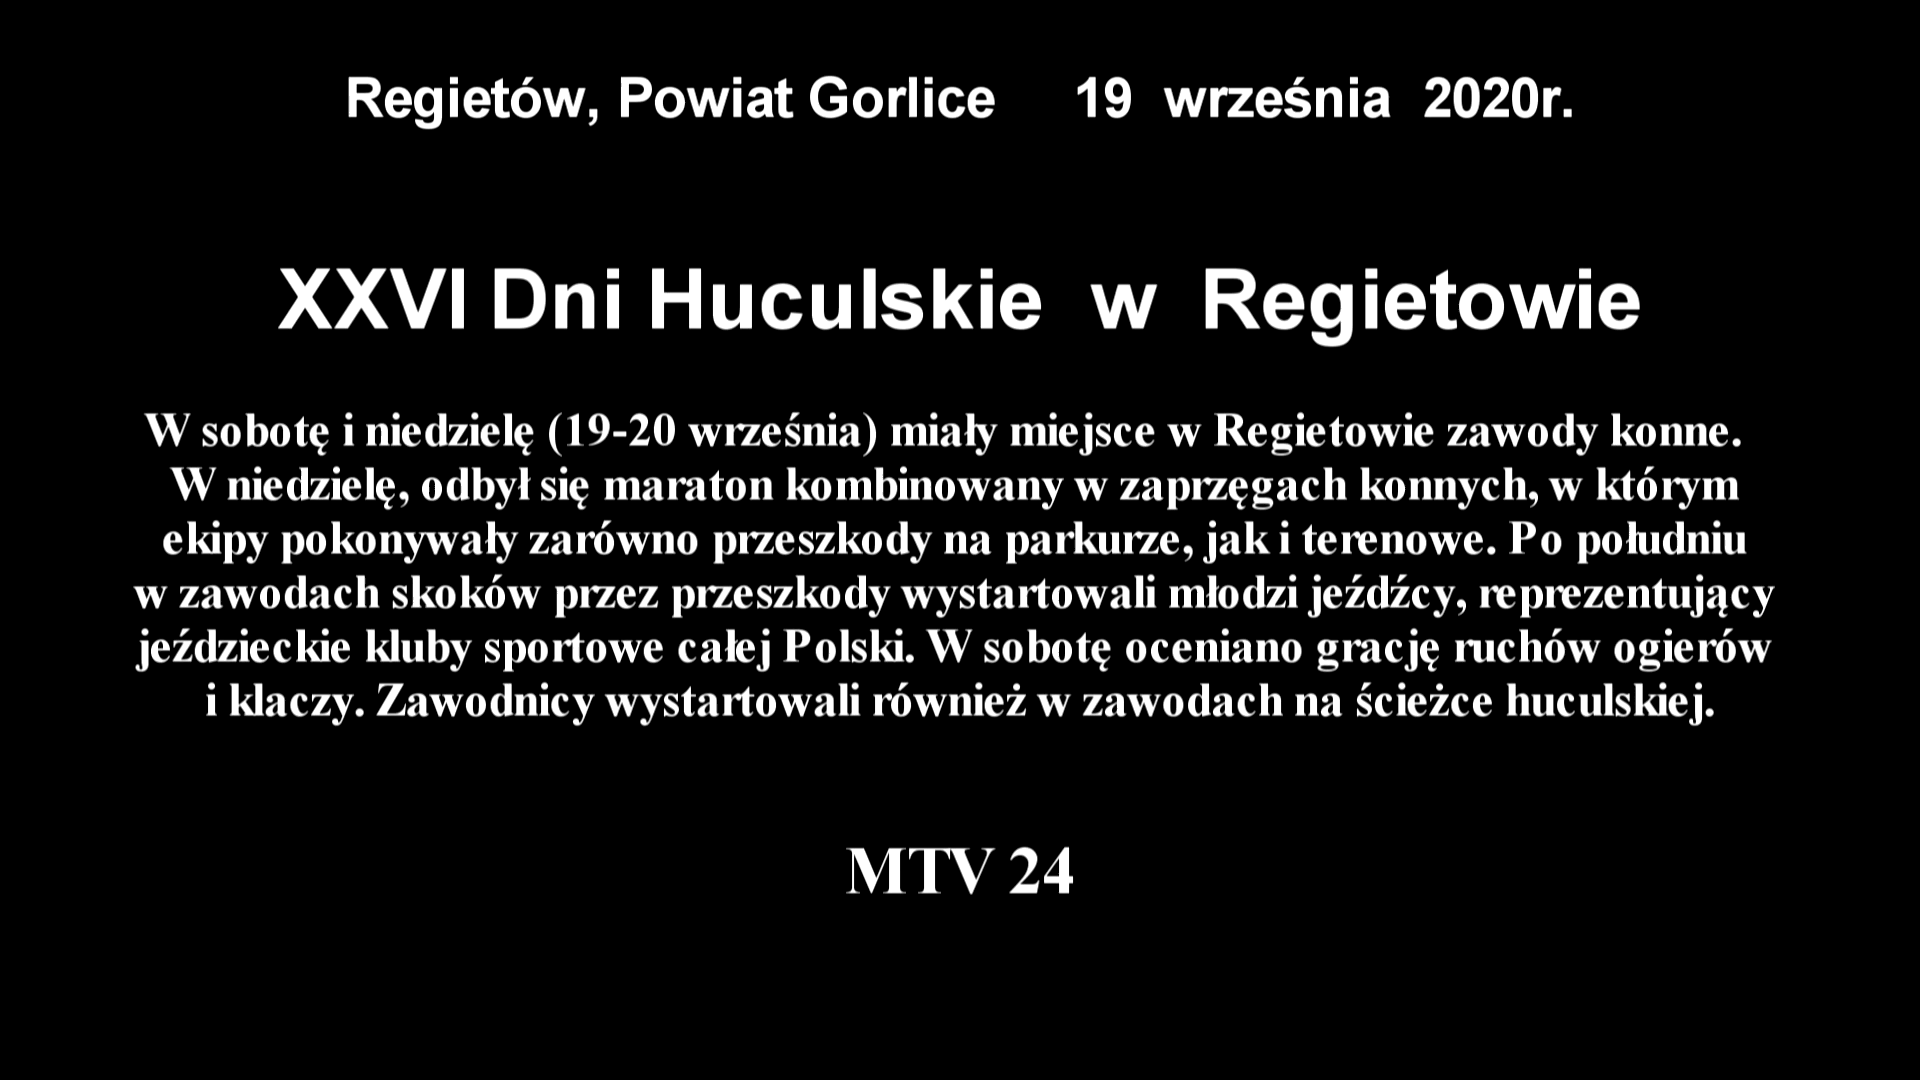 Regietów, Powiat Gorlice 19 września 2020r.
XXVI Dni Huculskie w Regietowie
W sobotę i niedzielę (19-20 września) miały miejsce w Regietowie zawody konne.
W niedzielę, odbył się maraton kombinowany w zaprzęgach konnych, w którym
ekipy pokonywały zarówno przeszkody na parkurze, jak i terenowe. Po południu
w zawodach skoków przez przeszkody wystartowali młodzi jeźdźcy, reprezentujący
jeździeckie kluby sportowe całej Polski. W sobotę oceniano grację ruchów ogierów
i klaczy. Zawodnicy wystartowali również w zawodach na ścieżce huculskiej.
MTV 24